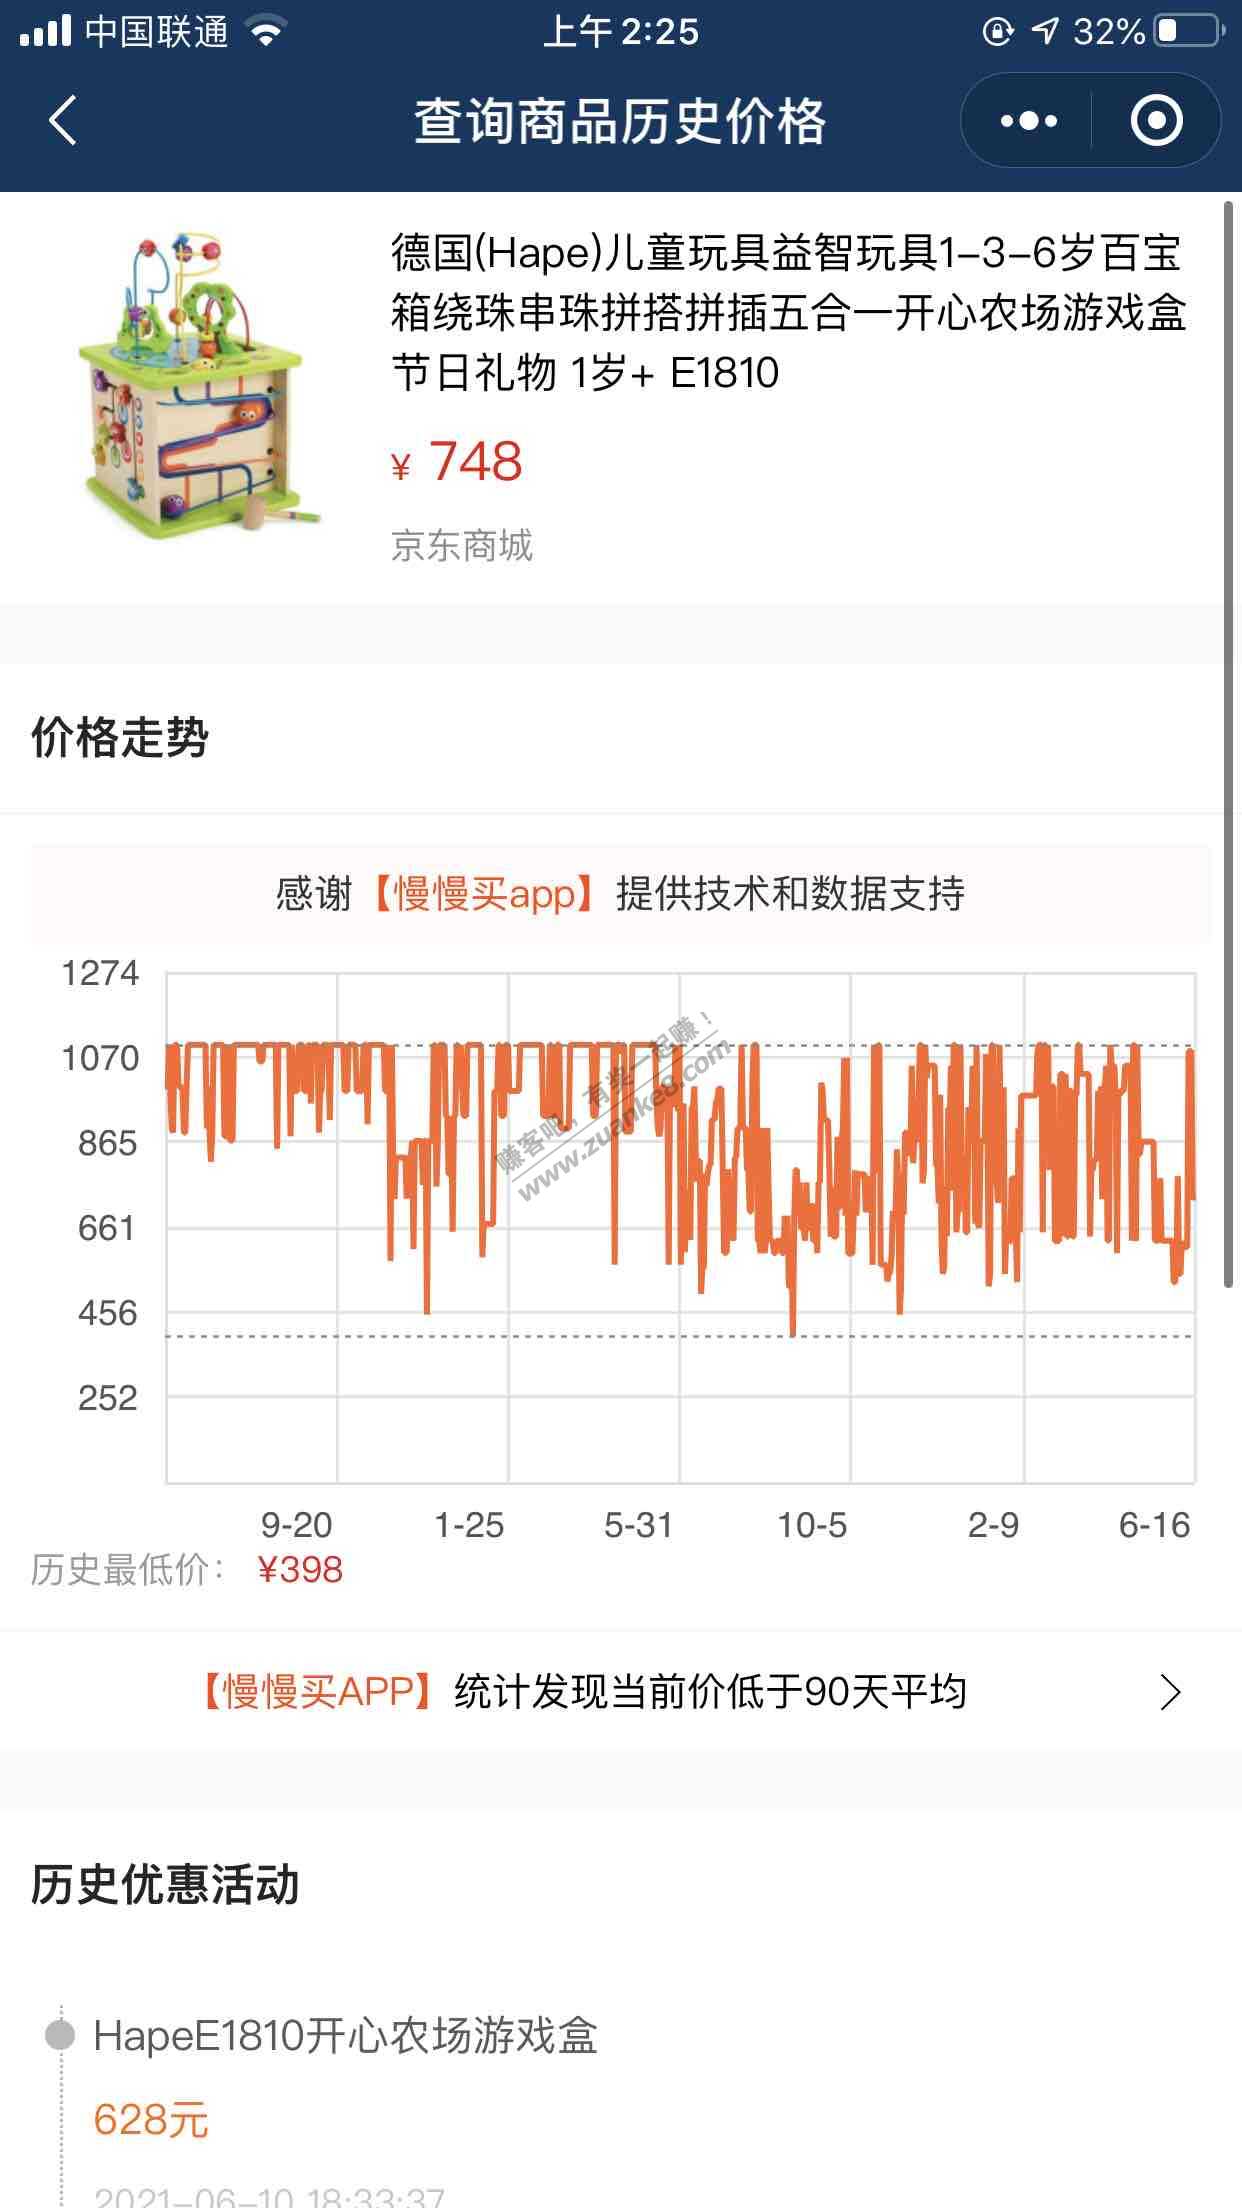 中国联通
上午 2:25
32%
查询商品历史价格
德国(Hape)儿童玩具益智玩具1-3-6岁百宝
箱绕珠串珠拼搭拼插五合一开心农场游戏盒
节日礼物 1岁+ E1810
¥ 748
京东商城
价格走势
感谢【慢慢买app】提供技术和数据支持
1274
1070
865
661
456
252
赚客吧，有奖一起赚！
www.zuanke8.com
9-20 1-25 5-31 10-5 2-9 6-16
历史最低价： ¥398
【慢慢买APP】统计发现当前价低于90天平均
历史优惠活动
HapeE1810开心农场游戏盒
628元
2021-06-10 18:33:37